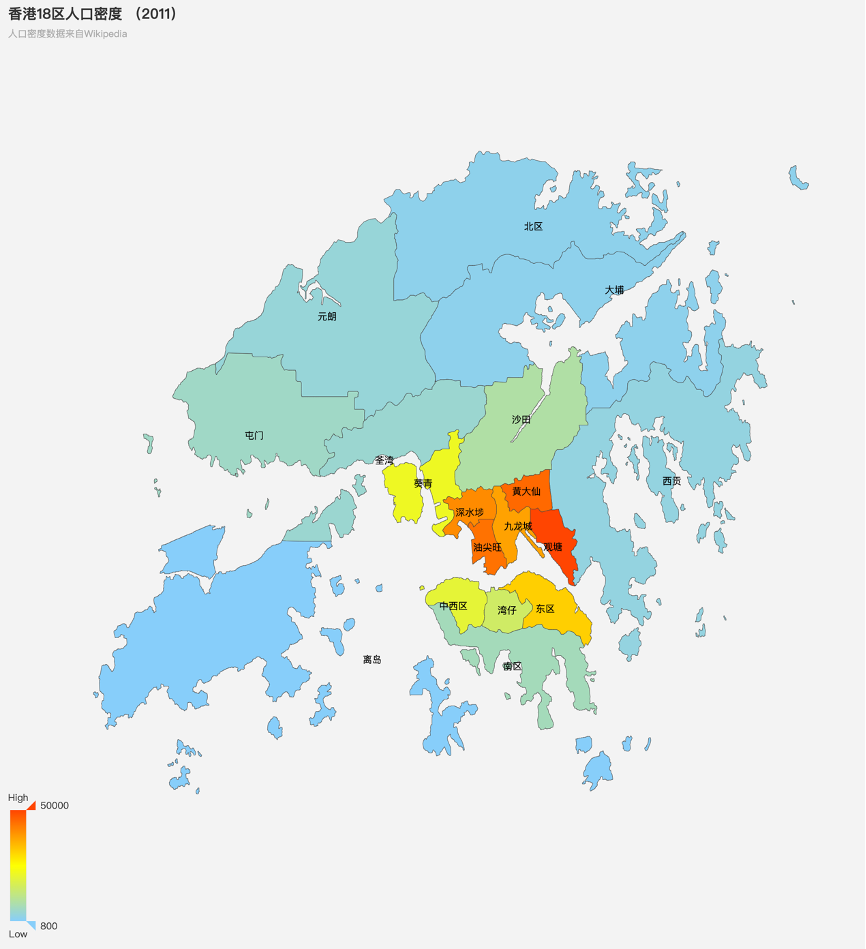 香港18区人口密度 （2011）
人口密度数据来自Wikipedia
北区
大埔
元朗
沙田
屯门
荃湾
葵青
西贡
黄大仙
深水埗
九龙城
油尖旺
观塘
中西区
湾仔
东区
离岛
南区
High
50000
800
Low